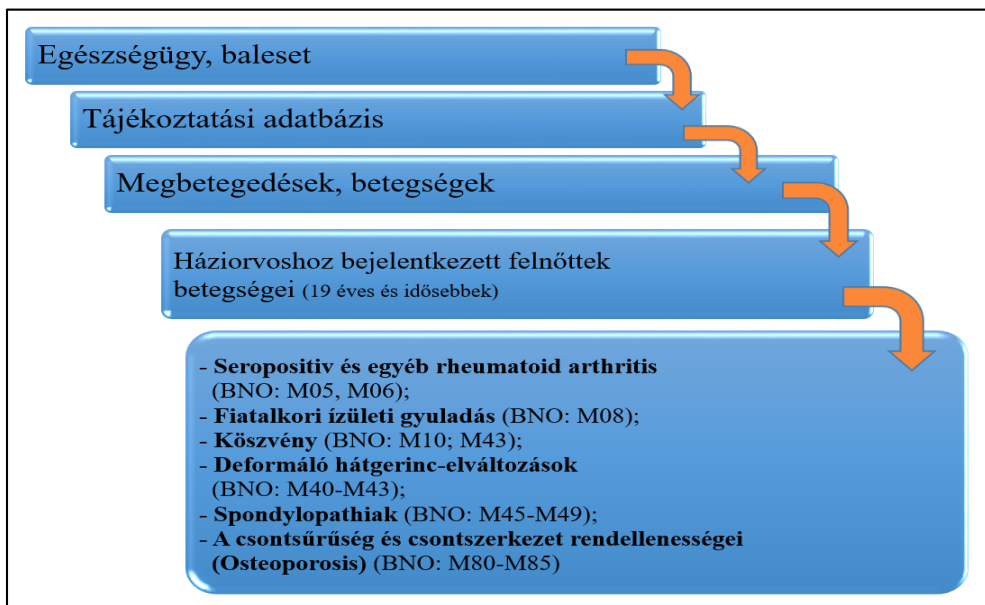 Egészségügy, baleset
Tájékoztatási adatbázis
Megbetegedések, betegségek
Háziorvoshoz bejelentkezett felnőttek
betegségei (19 éves és idősebbek)
- Seropositiv és egyéb rheumatoid arthritis
(BNO: M05, M06);
- Fiatalkori ízületi gyuladás (BNO: M08);
- Köszvény (BNO: M10; M43);
- Deformáló hátgerinc-elváltozások
(BNO: M40-M43);
- Spondylopathiak (BNO: M45-M49);
- A csontsűrűség és csontszerkezet rendellenességei
(Osteoporosis) (BNO: M80-M85)